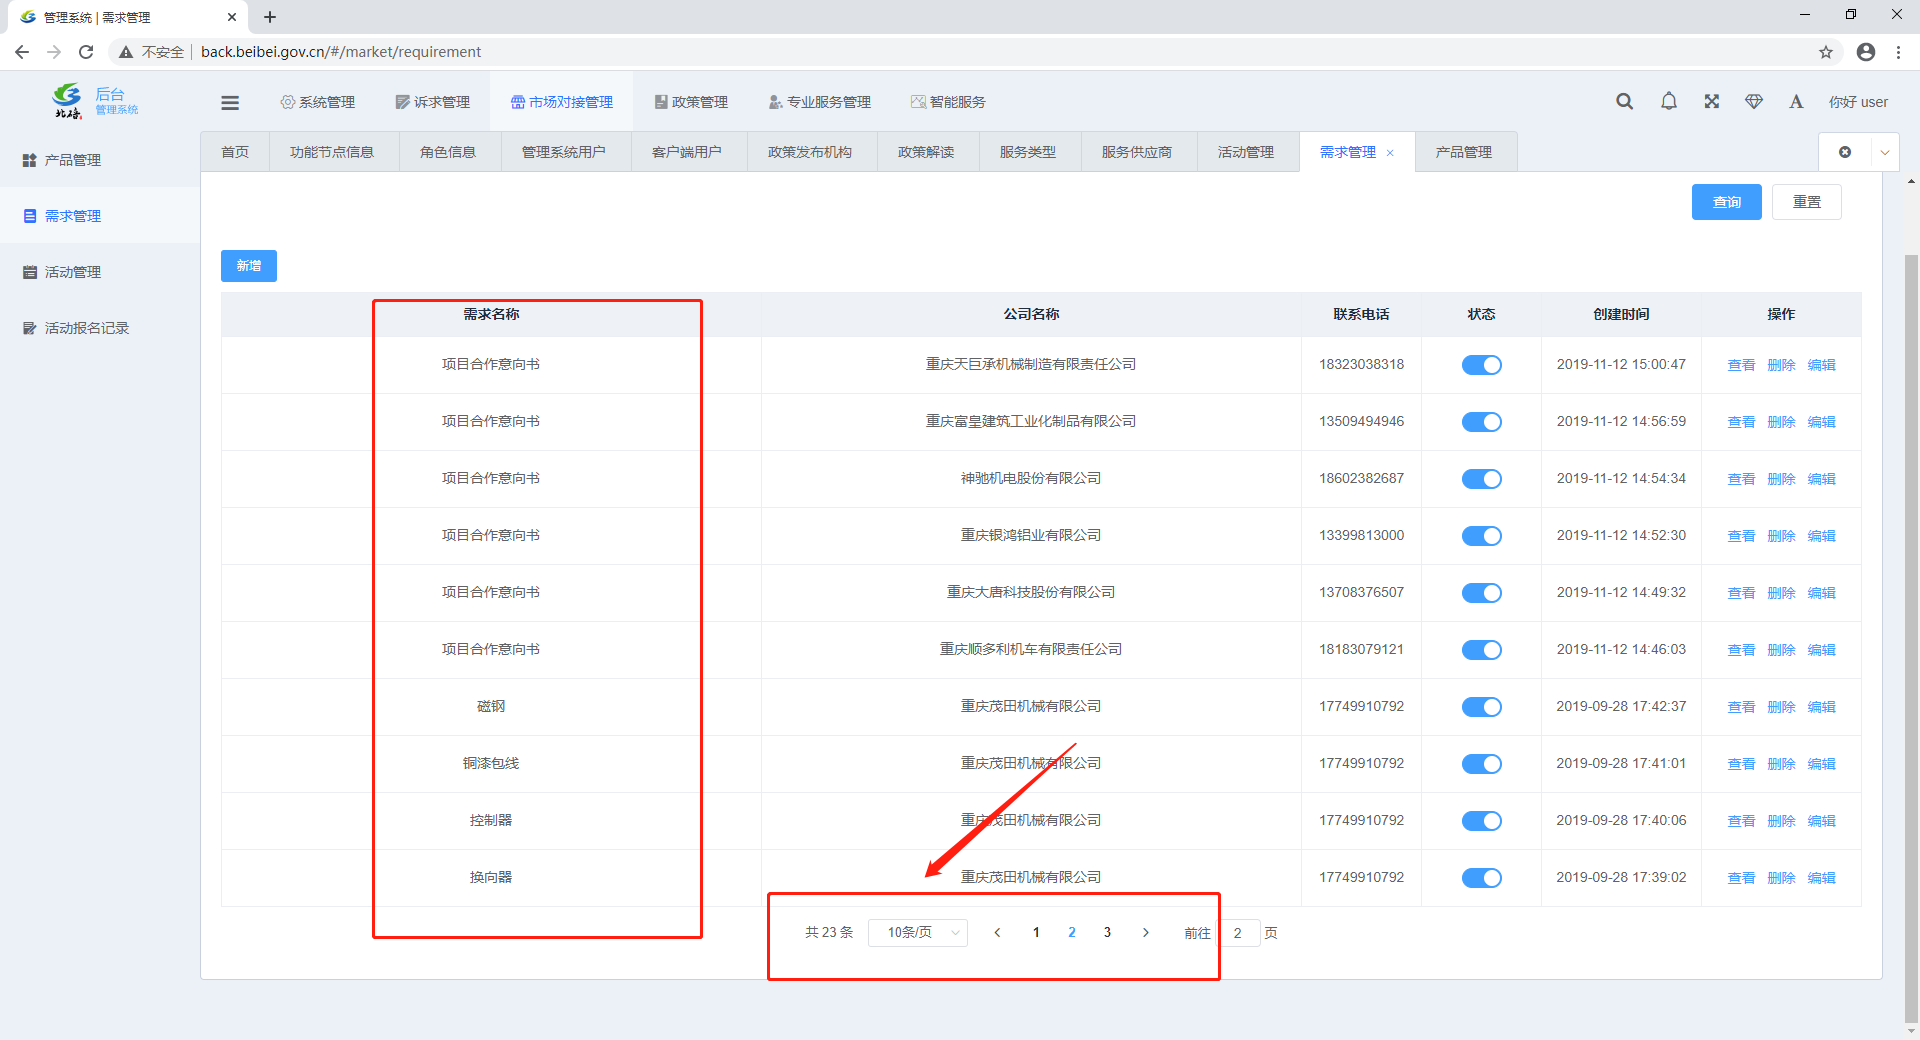 管理系统 | 需求管理
不安全 back.beibei.gov.cn/#/market/requirement
后台
管理系统
系统管理 诉求管理 市场对接管理 政策管理 专业服务管理 智能服务 你好 user
首页 功能节点信息 角色信息 管理系统用户 客户端用户 政策发布机构 政策解读 服务类型 服务供应商 活动管理 需求管理 产品管理
产品管理
需求管理
活动管理
活动报名记录
查询 重置
新增
需求名称 公司名称 联系电话 状态 创建时间 操作
项目合作意向书 重庆天巨承机械制造有限责任公司 18323038318 2019-11-12 15:00:47 查看 删除 编辑
项目合作意向书 重庆富皇建筑工业化制品有限公司 13509494946 2019-11-12 14:56:59 查看 删除 编辑
项目合作意向书 神驰机电股份有限公司 18602382687 2019-11-12 14:54:34 查看 删除 编辑
项目合作意向书 重庆银鸿铝业有限公司 13399813000 2019-11-12 14:52:30 查看 删除 编辑
项目合作意向书 重庆大唐科技股份有限公司 13708376507 2019-11-12 14:49:32 查看 删除 编辑
项目合作意向书 重庆顺多利机车有限责任公司 18183079121 2019-11-12 14:46:03 查看 删除 编辑
磁钢 重庆茂田机械有限公司 17749910792 2019-09-28 17:42:37 查看 删除 编辑
铜漆包线 重庆茂田机械有限公司 17749910792 2019-09-28 17:41:01 查看 删除 编辑
控制器 重庆茂田机械有限公司 17749910792 2019-09-28 17:40:06 查看 删除 编辑
换向器 重庆茂田机械有限公司 17749910792 2019-09-28 17:39:02 查看 删除 编辑
共 23 条 10条/页 1 2 3 前往 2 页